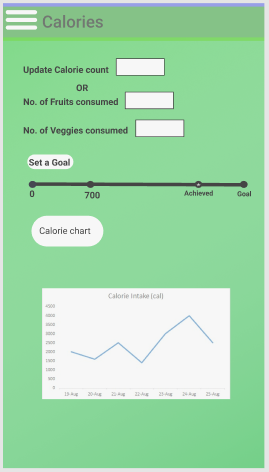 Calories
Update Calorie count
OR
No. of Fruits consumed
No. of Veggies consumed
Set a Goal
0 700 Achieved Goal
Calorie chart
Calorie Intake (cal)
4500
4000
3500
3000
2500
2000
1500
1000
500
0
19-Aug 20-Aug 21-Aug 22-Aug 23-Aug 24-Aug 25-Aug